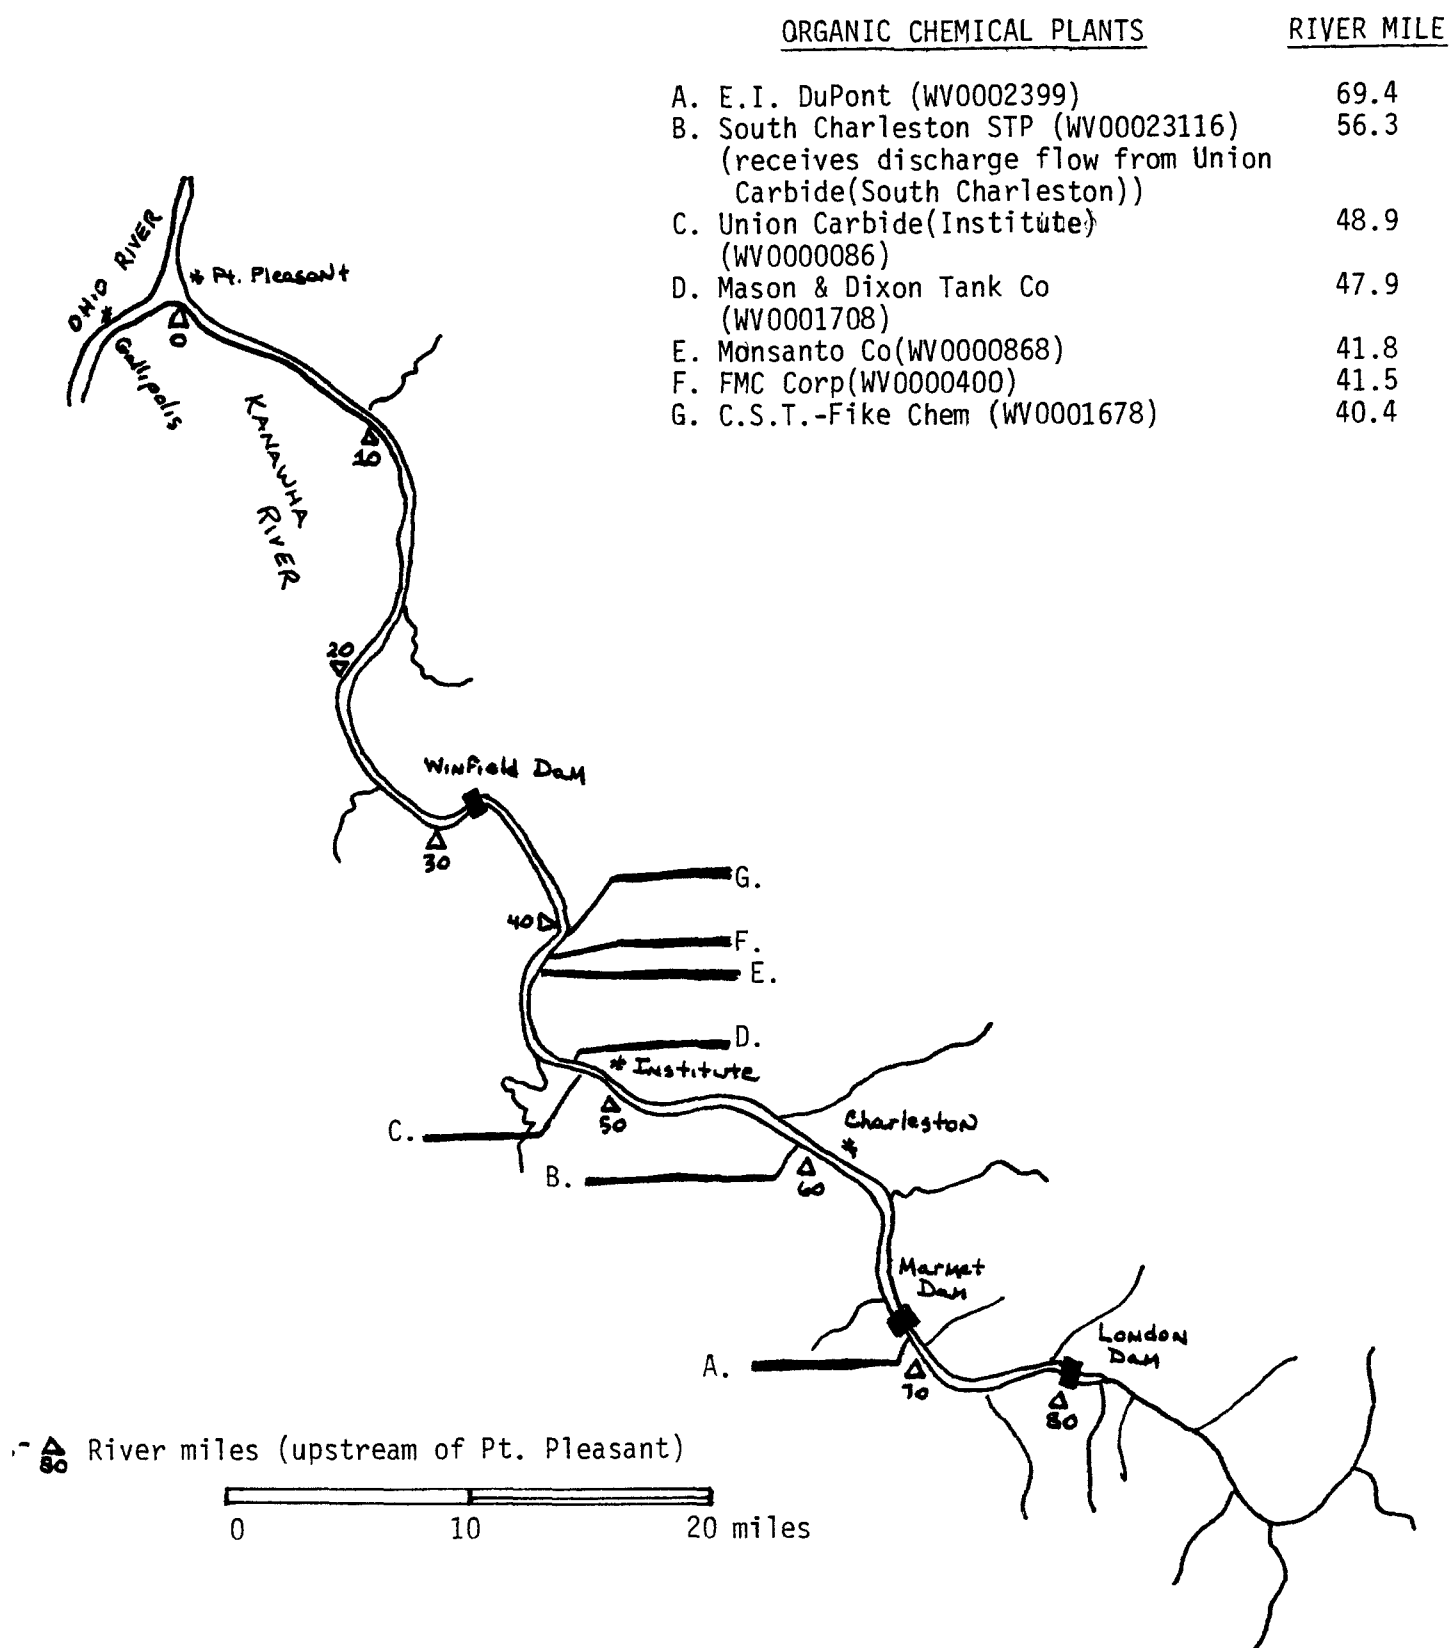 ORGANIC CHEMICAL PLANTS RIVER MILE
A. E.I. DuPont (WV0002399) 69.4
B. South Charleston STP (WV00023116) 56.3
(receives discharge flow from Union
Carbide(South Charleston))
C. Union Carbide(Institute) 48.9
(WV0000086)
D. Mason & Dixon Tank Co 47.9
(WV0001708)
E. Monsanto Co(WV0000868) 41.8
F. FMC Corp(WV0000400) 41.5
G. C.S.T.-Fike Chem (WV0001678) 40.4
OHIO RIVER
* Pt. Pleasant
*
Gallipolis
0
KANAWHA
RIVER
10
20
Winfield Dam
30
G.
40
F.
E.
D.
* Institute
50
C.
Charleston
*
B.
60
Marmet
Dam
London
Dam
A.
70
80
80 River miles (upstream of Pt. Pleasant)
0 10 20 miles